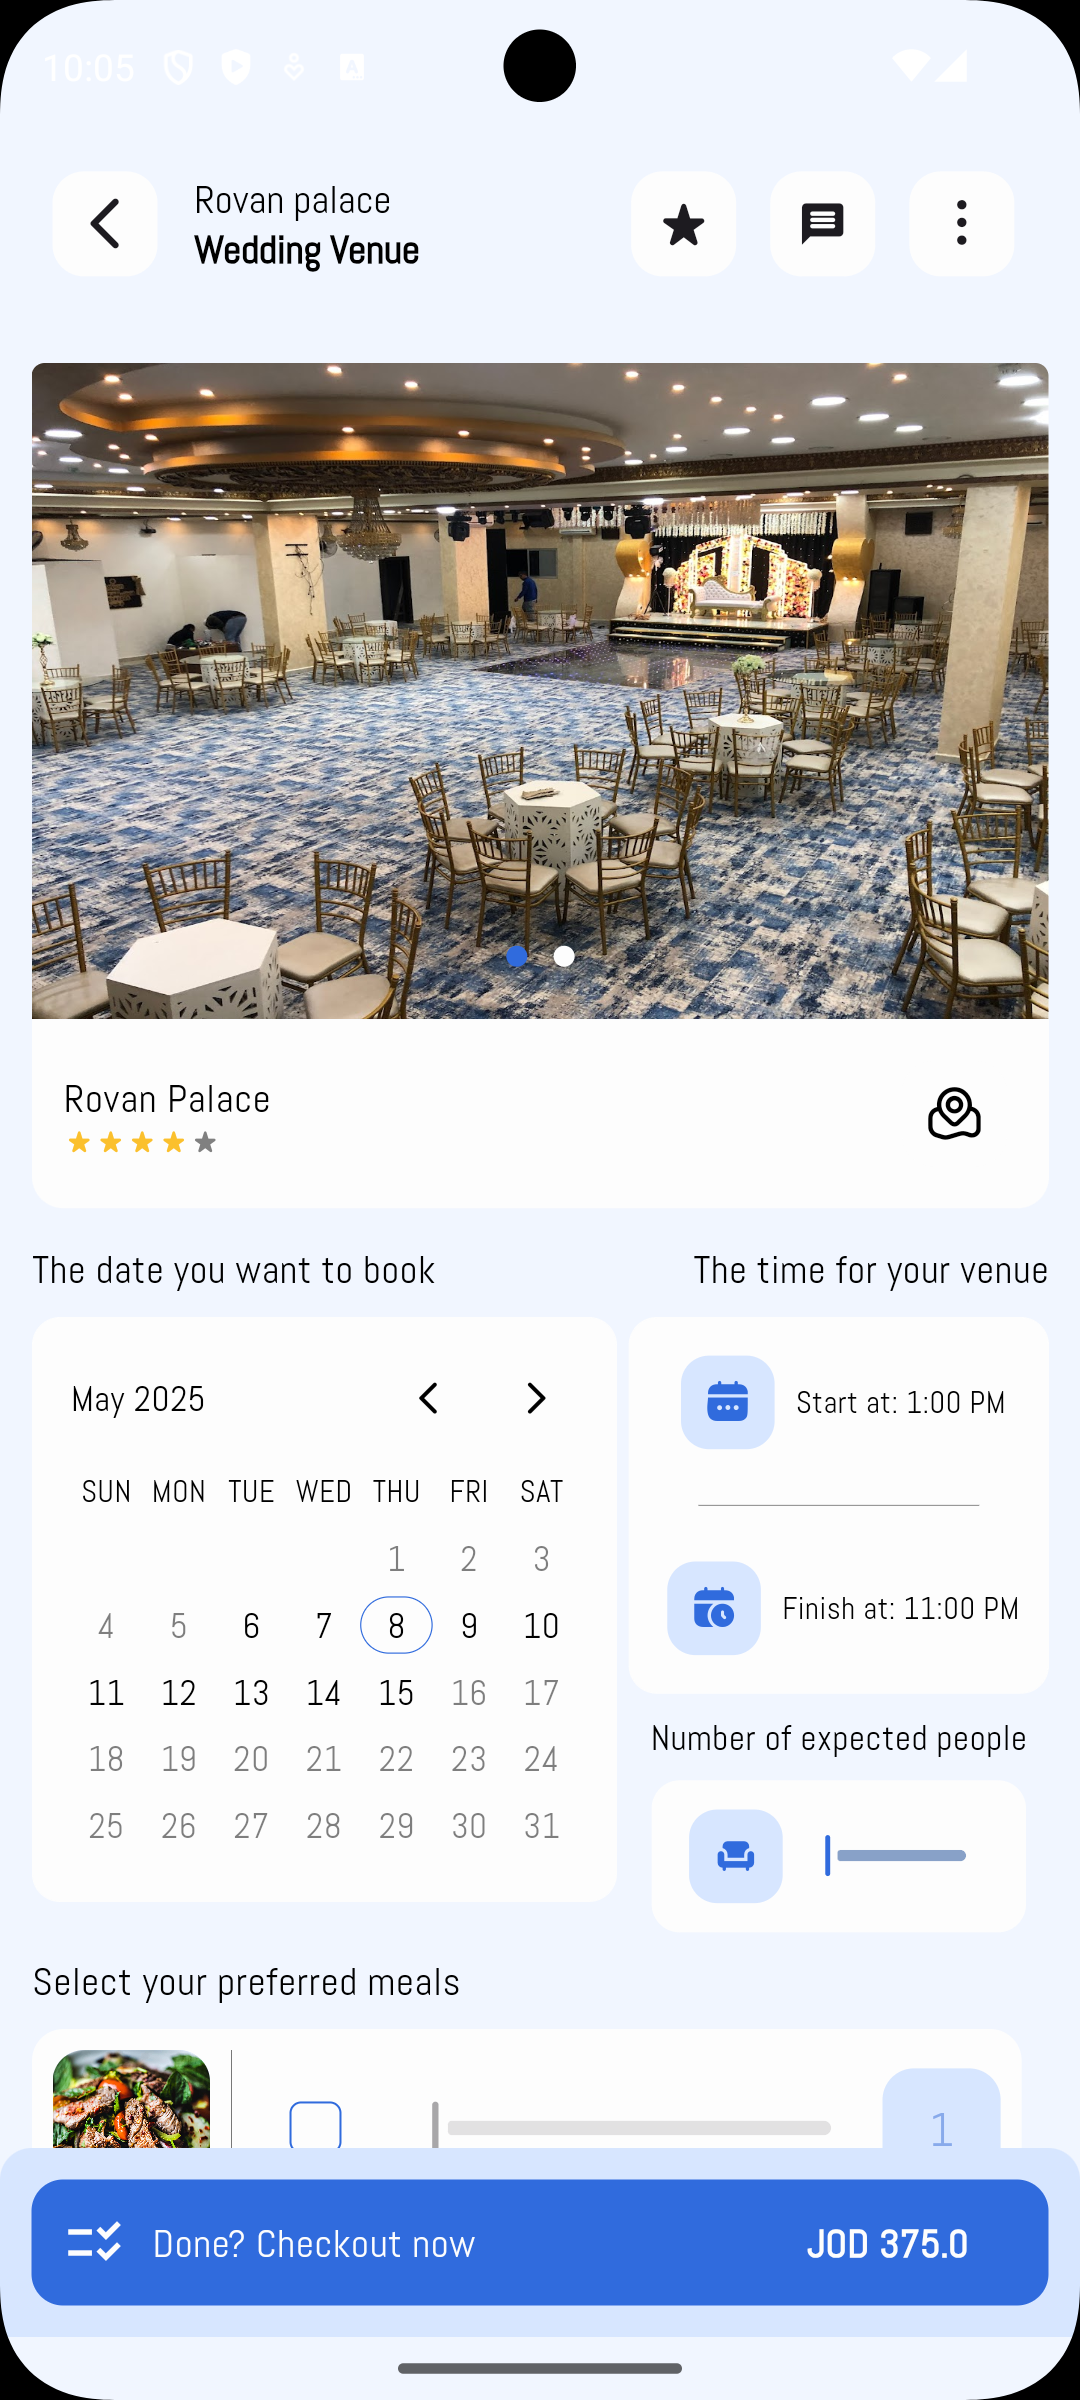 10:05
Rovan palace
Wedding Venue
Rovan Palace
The date you want to book
The time for your venue
May 2025
SUN MON TUE WED THU FRI SAT
1 2 3
4 5 6 7 8 9 10
11 12 13 14 15 16 17
18 19 20 21 22 23 24
25 26 27 28 29 30 31
Start at: 1:00 PM
Finish at: 11:00 PM
Number of expected people
Select your preferred meals
1
Done? Checkout now
JOD 375.0